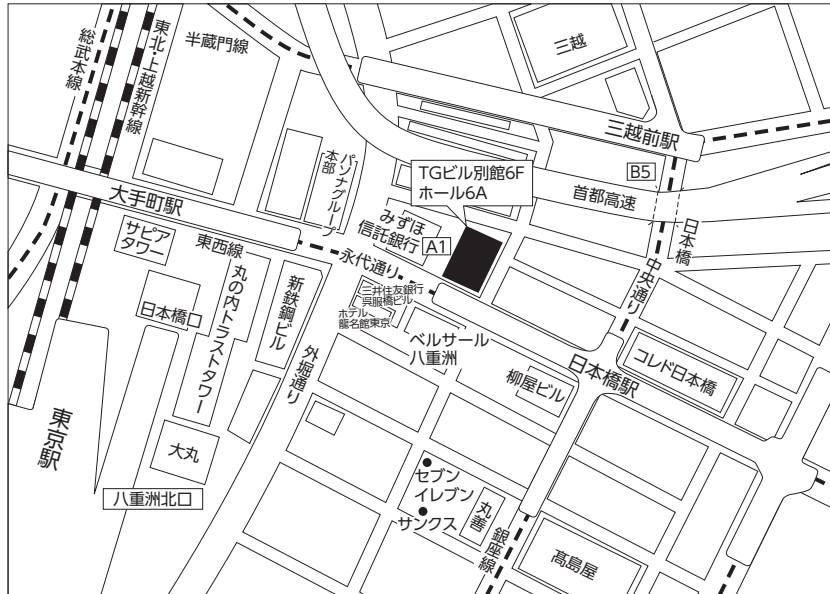 総武本線
東北・上越新幹線
半蔵門線
三越
三越前駅
B5
首都高速
日本橋
中央通り
TGビル別館6F
ホール6A
A1
パソナグループ
本部
みずほ
信託銀行
大手町駅
サピア
タワー
東西線
永代通り
日本橋口
丸の内トラストタワー
新鉄鋼ビル
外堀通り
三井住友銀行
呉服橋ビル
ホテル
龍名館東京
ベルサール
八重洲
柳屋ビル
日本橋駅
コレド日本橋
東京駅
大丸
八重洲北口
セブン
イレブン
サンクス
丸善
銀座線
髙島屋